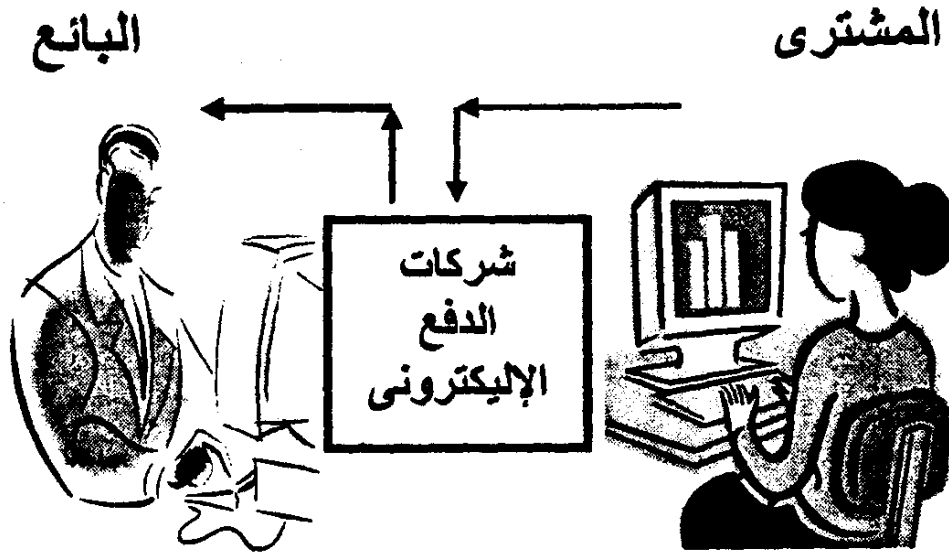 المشترى
البائع
شركات
الدفع
الإليكترونى